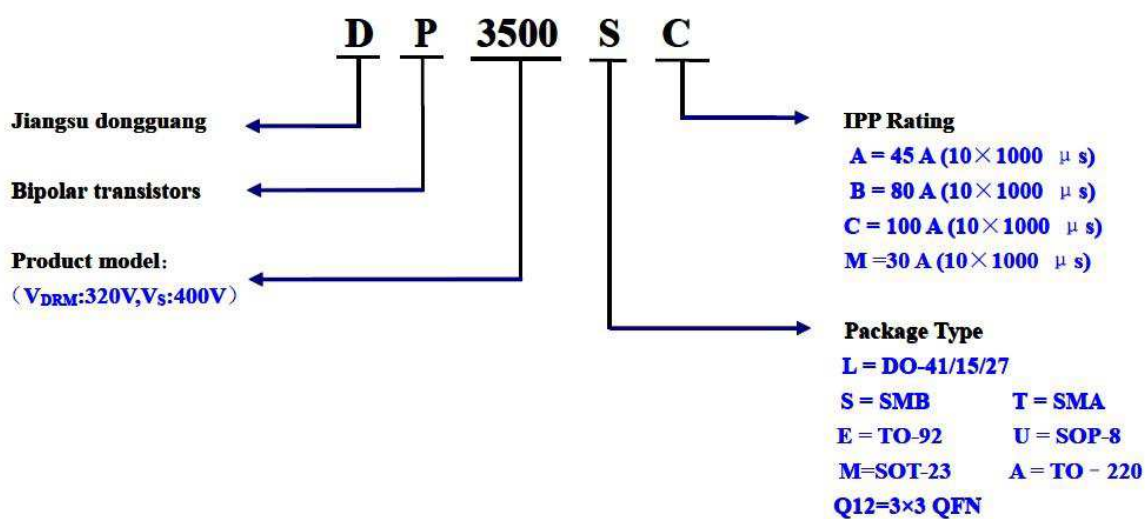 D P 3500 S C
Jiangsu dongguang
Bipolar transistors
Product model：
（VDRM:320V,VS:400V）
IPP Rating
A = 45 A (10×1000 μs)
B = 80 A (10×1000 μs)
C = 100 A (10×1000 μs)
M =30 A (10×1000 μs)
Package Type
L = DO-41/15/27
S = SMB T = SMA
E = TO-92 U = SOP-8
M=SOT-23 A = TO－220
Q12=3×3 QFN